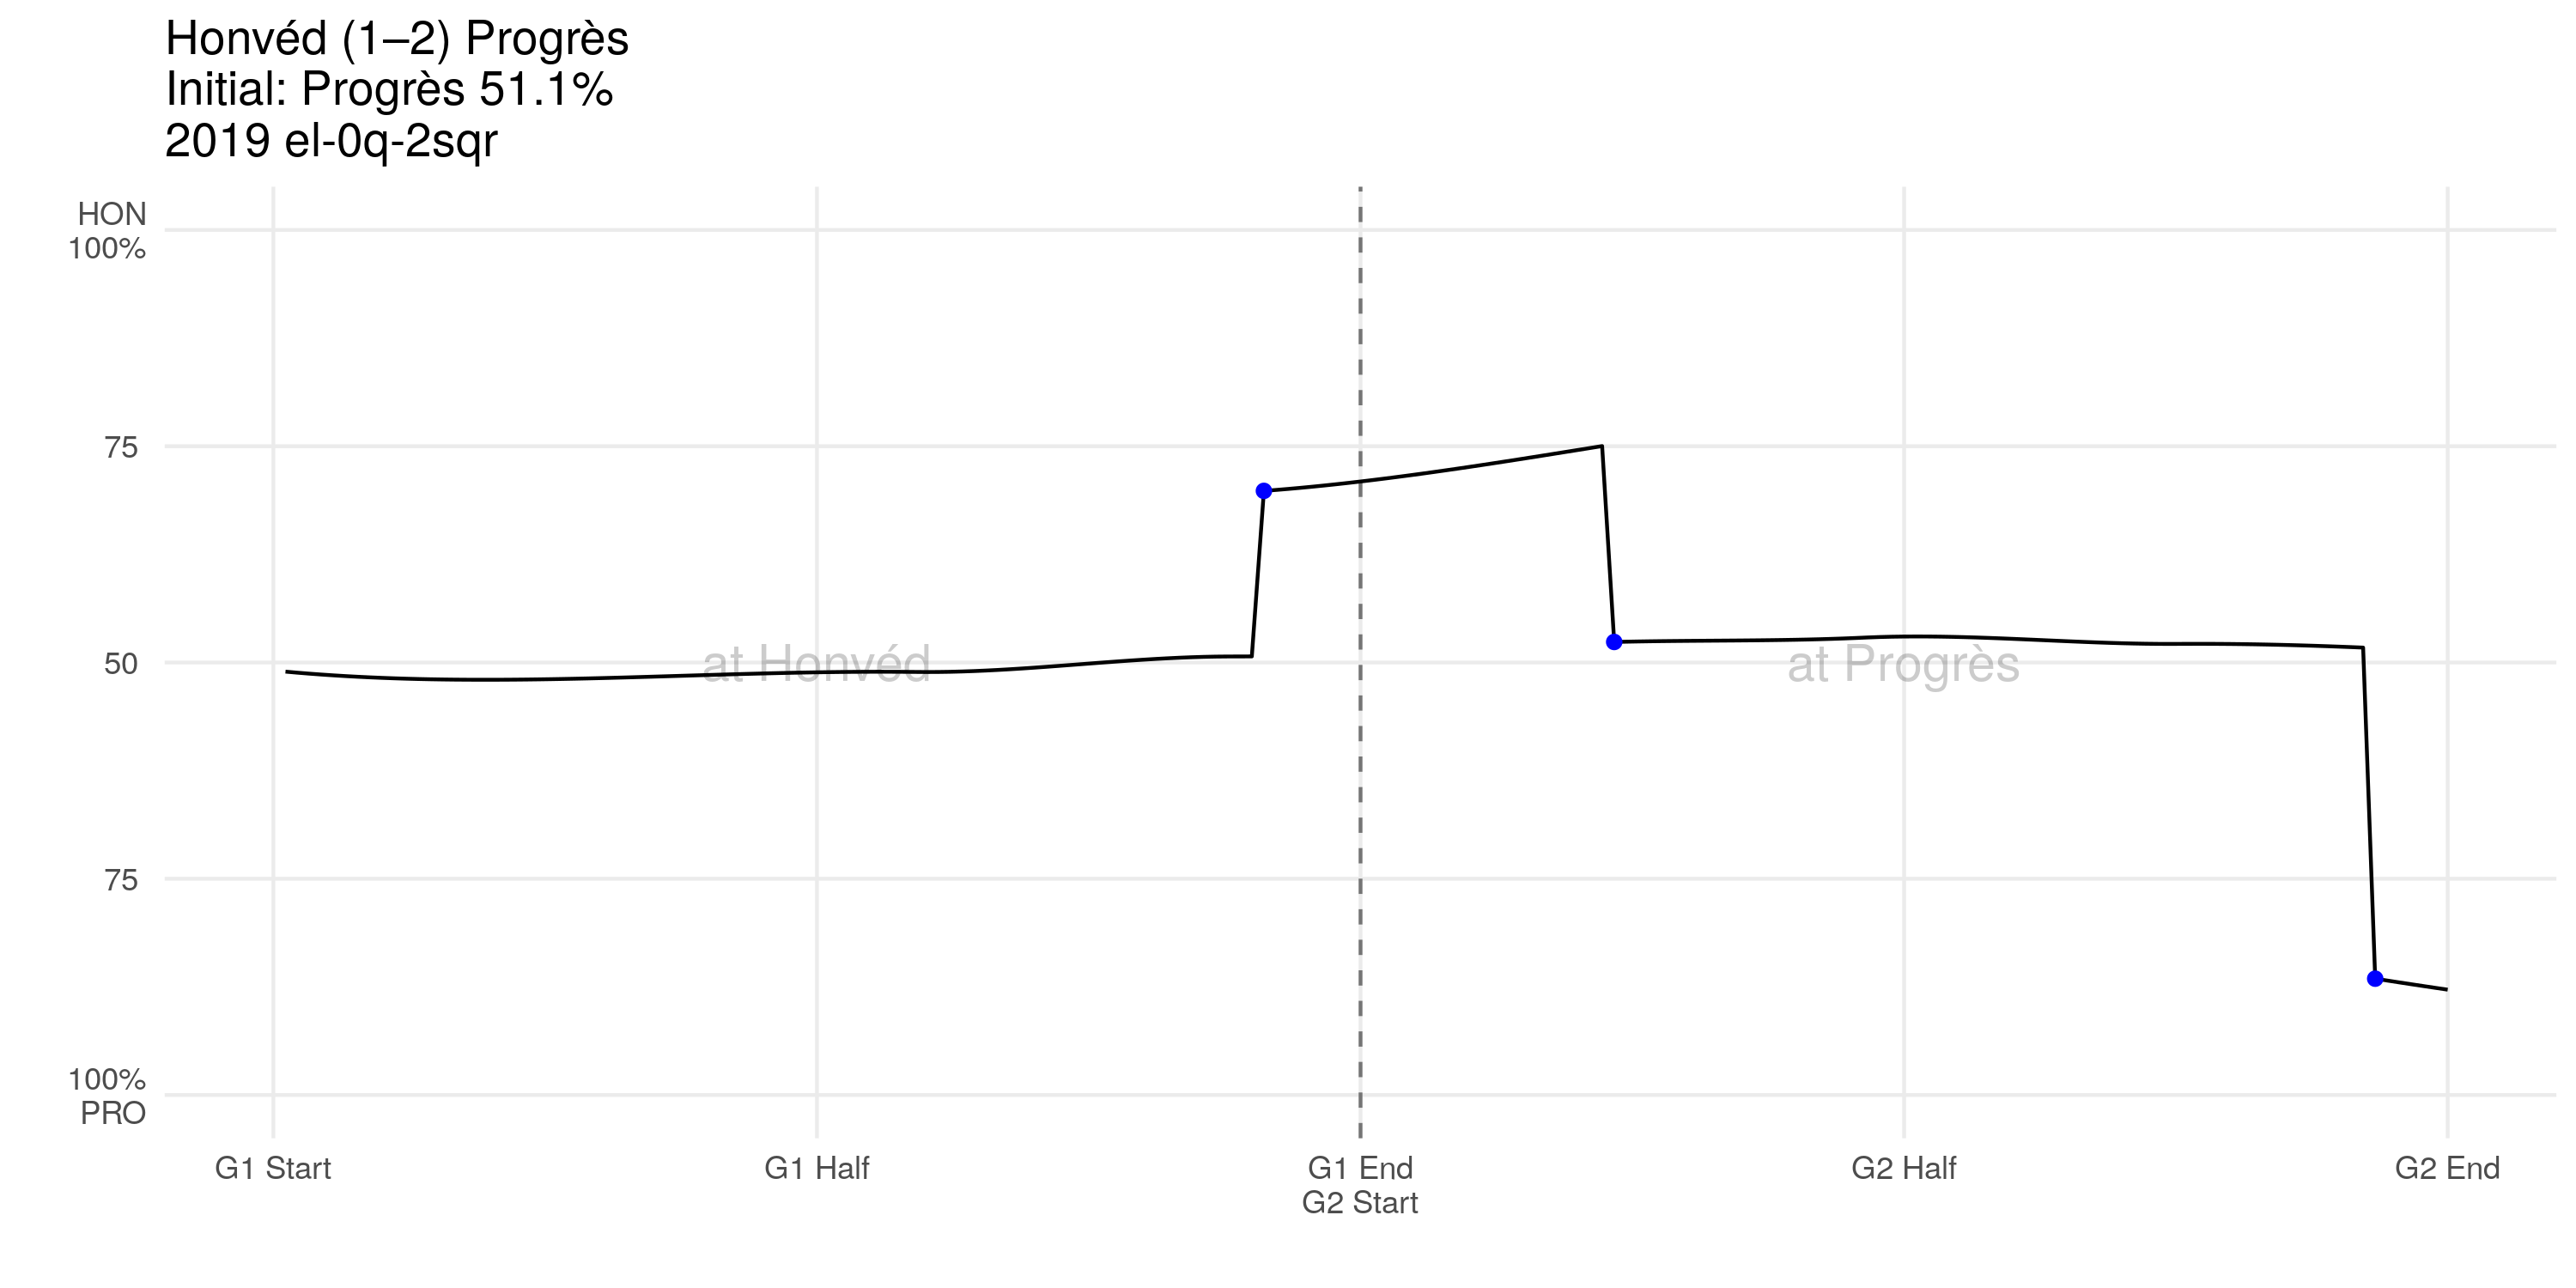 Honvéd (1–2) Progrès
Initial: Progrès 51.1%
2019 el-0q-2sqr
HON
100%
75
50
75
100%
PRO
at Honvéd
at Progrès
G1 Start
G1 Half
G1 End
G2 Start
G2 Half
G2 End